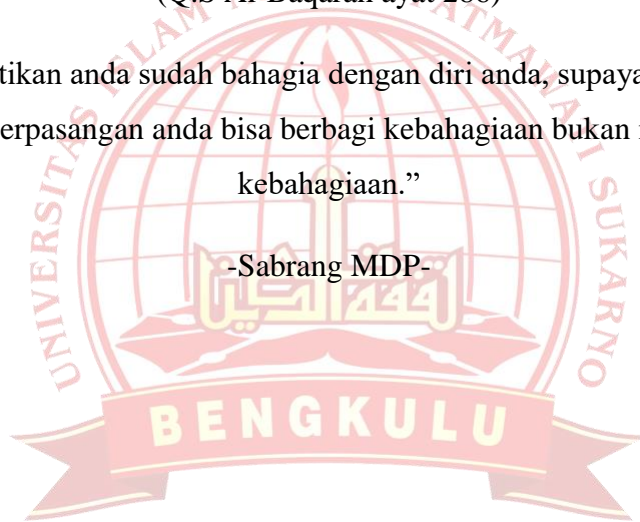 (Q.S Al-Baqarah ayat 286)
tikan anda sudah bahagia dengan diri anda, supaya
erpasangan anda bisa berbagi kebahagiaan bukan
kebahagiaan.”
-Sabrang MDP-
UNIVERSITAS ISLAM ATMAWATI SUKARNO
BENGKULU